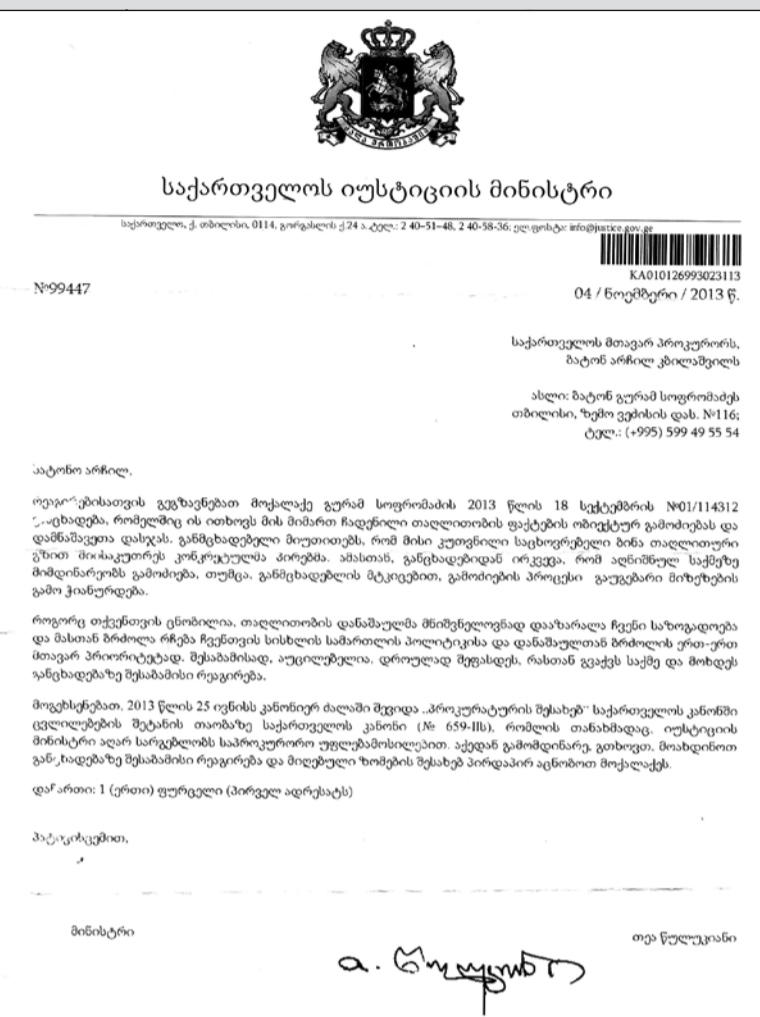 საქართველოს იუსტიციის მინისტრი
საქართველო, ქ. თბილისი, 0114, გორგასლის ქ.24 ა, ტელ.: 2 40-51-48, 2 40-58-36; ელ.ფოსტა: info@justice.gov.ge
KA010126993023113
№99447
04 / ნოემბერი / 2013 წ.
საქართველოს მთავარ პროკურორს,
ბატონ არჩილ კბილაშვილს
ასლი: ბატონ გურამ სოფრომაძეს
თბილისი, ზემო ვეძისის დას. №116;
ტელ.: (+995) 599 49 55 54
ბატონო არჩილ,
რეაგირებისათვის გეგზავნებათ მოქალაქე გურამ სოფრომაძის 2013 წლის 18 სექტემბრის №01/114312
განცხადება, რომელშიც ის ითხოვს მის მიმართ ჩადენილი თაღლითობის ფაქტების ობიექტურ გამოძიებას და
დამნაშავეთა დასჯას. განმცხადებელი მიუთითებს, რომ მისი კუთვნილი საცხოვრებელი ბინა თაღლითური
გზით მიისაკუთრეს კონკრეტულმა პირებმა. ამასთან, განცხადებიდან ირკვევა, რომ აღნიშნულ საქმეზე
მიმდინარეობს გამოძიება, თუმცა, განმცხადებლის მტკიცებით, გამოძიების პროცესი გაუგებარი მიზეზების
გამო ჭიანურდება.
როგორც თქვენთვის ცნობილია, თაღლითობის დანაშაულმა მნიშვნელოვნად დააზარალა ჩვენი საზოგადოება
და მასთან ბრძოლა რჩება ჩვენთვის სისხლის სამართლის პოლიტიკისა და დანაშაულთან ბრძოლის ერთ-ერთ
მთავარ პრიორიტეტად. შესაბამისად, აუცილებელია, დროულად შეფასდეს, რასთან გვაქვს საქმე და მოხდეს
განცხადებაზე შესაბამისი რეაგირება.
მოგეხსენებათ, 2013 წლის 25 ივნისს კანონიერ ძალაში შევიდა „პროკურატურის შესახებ“ საქართველოს კანონში
ცვლილებების შეტანის თაობაზე საქართველოს კანონი (№ 659-IIს), რომლის თანახმადაც, იუსტიციის
მინისტრი აღარ სარგებლობს საპროკურორო უფლებამოსილებით. აქედან გამომდინარე, გთხოვთ, მოახდინოთ
განცხადებაზე შესაბამისი რეაგირება და მიღებული ზომების შესახებ პირდაპირ აცნობოთ მოქალაქეს.
დანართი: 1 (ერთი) ფურცელი (პირველ ადრესატს)
პატივისცემით,
მინისტრი
თეა წულუკიანი